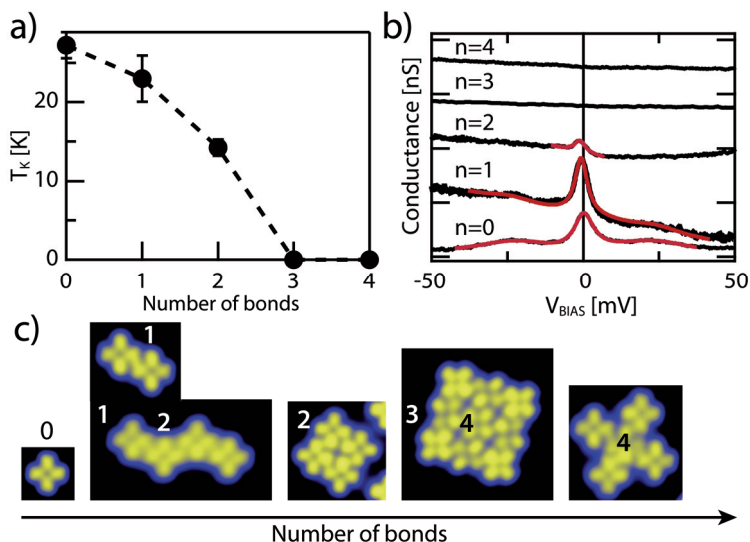 a)
T_K [K]
20
10
0
0 1 2 3 4
Number of bonds
b)
Conductance [nS]
n=4
n=3
n=2
n=1
n=0
-50 0 50
V_BIAS [mV]
c)
0
1
1 2
2
3 4
4
Number of bonds